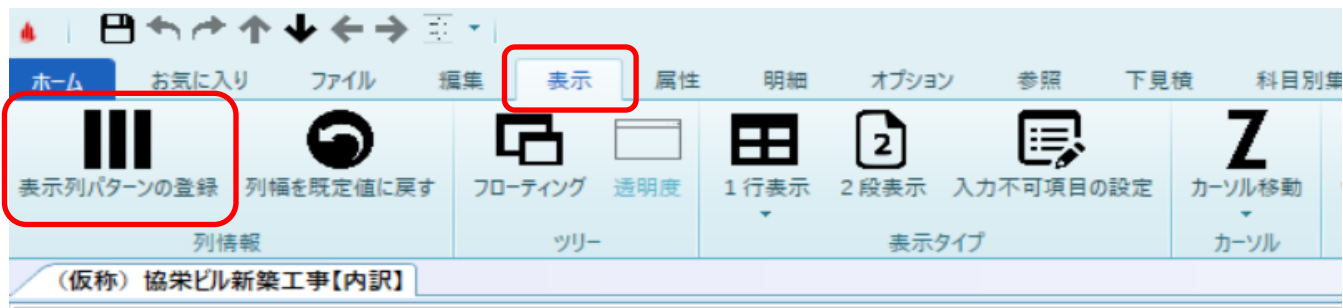 ホーム お気に入り ファイル 編集 表示 属性 明細 オプション 参照 下見積 科目別集
2
表示列パターンの登録 列幅を既定値に戻す フローティング 透明度 1行表示 2段表示 入力不可項目の設定 カーソル移動
列情報 ツリー 表示タイプ カーソル
（仮称）協栄ビル新築工事【内訳】